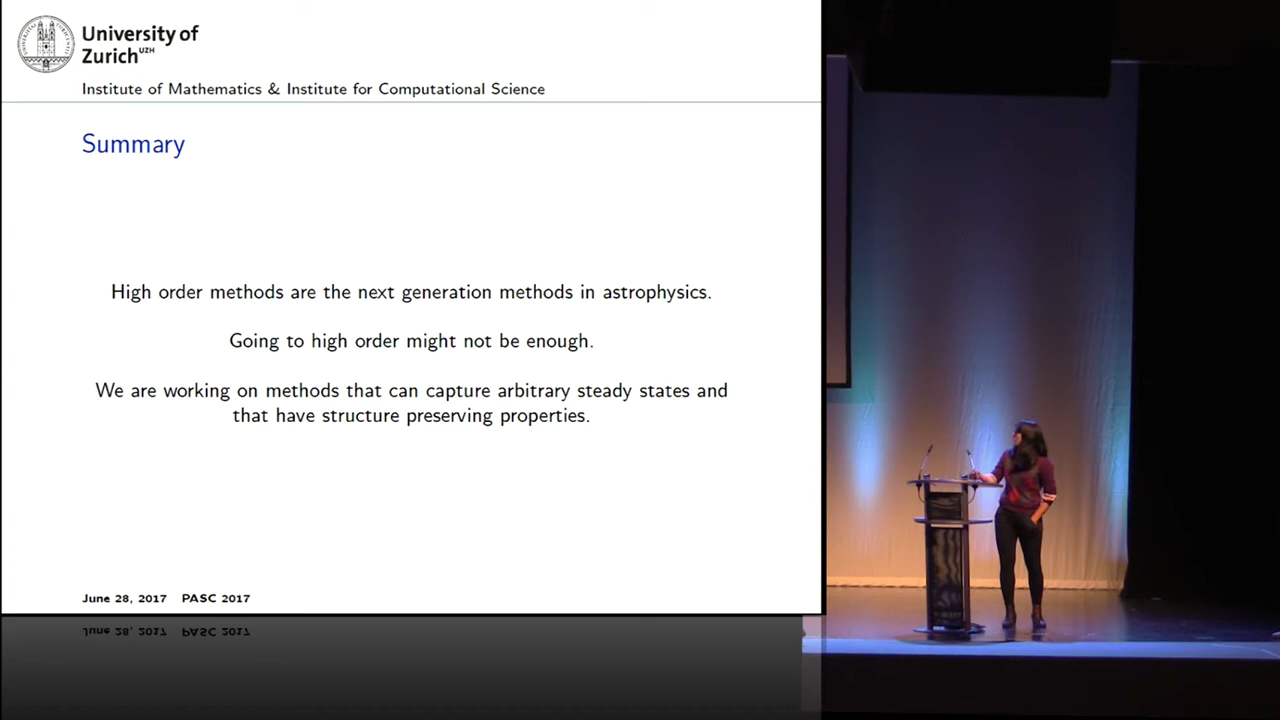 University of
Zurich UZH
Institute of Mathematics & Institute for Computational Science
Summary
High order methods are the next generation methods in astrophysics.
Going to high order might not be enough.
We are working on methods that can capture arbitrary steady states and
that have structure preserving properties.
June 28, 2017 PASC 2017